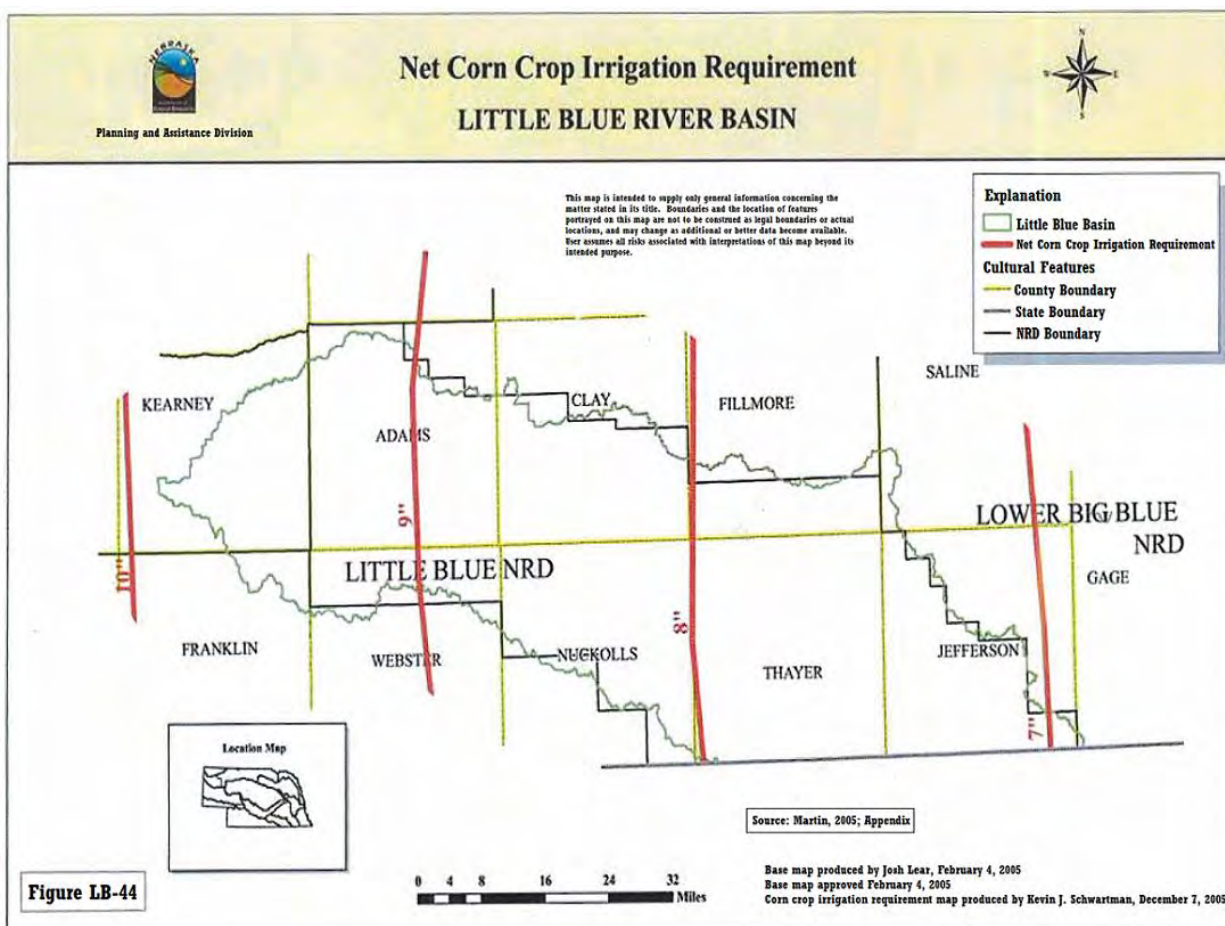 NEBRASKA
Planning and Assistance Division
Net Corn Crop Irrigation Requirement
LITTLE BLUE RIVER BASIN
N
W
E
S
This map is intended to supply only general information concerning the
matter stated in its title. Boundaries and the location of features
portrayed on this map are not to be construed as legal boundaries or actual
locations, and may change as additional or better data become available.
User assumes all risks associated with interpretations of this map beyond its
intended purpose.
Explanation
Little Blue Basin
Net Corn Crop Irrigation Requirement
Cultural Features
County Boundary
State Boundary
NRD Boundary
KEARNEY
ADAMS
CLAY
FILLMORE
SALINE
10"
9"
8"
7"
LITTLE BLUE NRD
LOWER BIG BLUE
NRD
GAGE
FRANKLIN
WEBSTER
NUCKOLLS
THAYER
JEFFERSON
Location Map
Source: Martin, 2005; Appendix
Figure LB-44
0 4 8 16 24 32
Miles
Base map produced by Josh Lear, February 4, 2005
Base map approved February 4, 2005
Corn crop irrigation requirement map produced by Kevin J. Schwartman, December 7, 2005